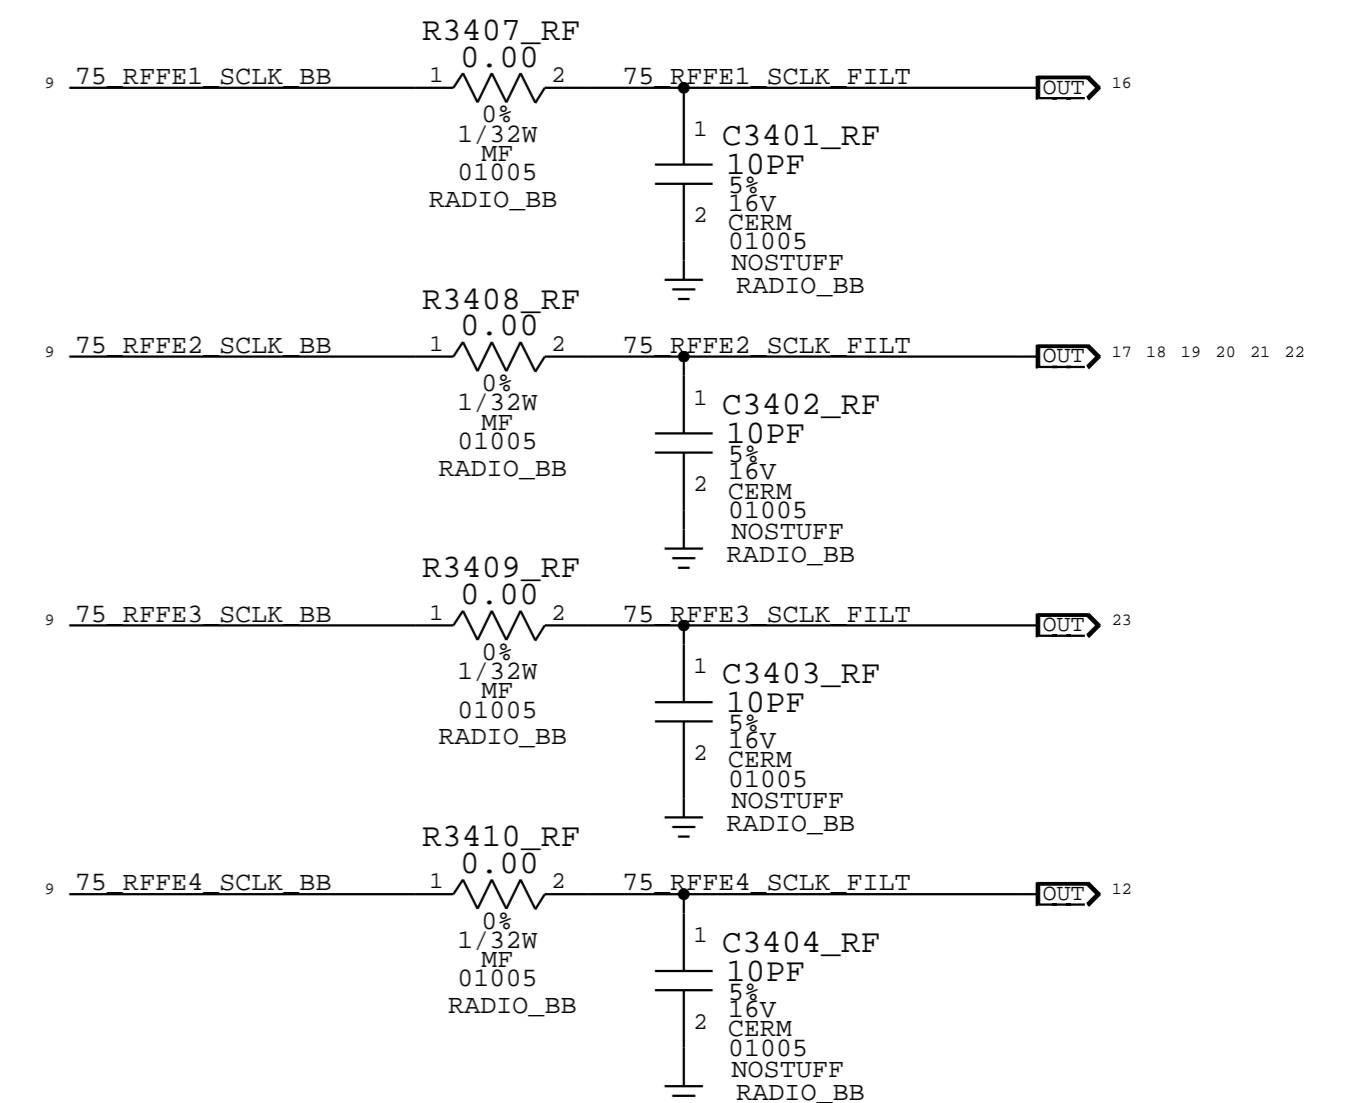 R3407_RF
0.00
9 75_RFFE1_SCLK_BB 1 2 75_RFFE1_SCLK_FILT OUT 16
0%
1/32W
MF
01005
RADIO_BB
1 C3401_RF
10PF
5%
16V
2 CERM
01005
NOSTUFF
RADIO_BB
R3408_RF
0.00
9 75_RFFE2_SCLK_BB 1 2 75_RFFE2_SCLK_FILT OUT 17 18 19 20 21 22
0%
1/32W
MF
01005
RADIO_BB
1 C3402_RF
10PF
5%
16V
2 CERM
01005
NOSTUFF
RADIO_BB
R3409_RF
0.00
9 75_RFFE3_SCLK_BB 1 2 75_RFFE3_SCLK_FILT OUT 23
0%
1/32W
MF
01005
RADIO_BB
1 C3403_RF
10PF
5%
16V
2 CERM
01005
NOSTUFF
RADIO_BB
R3410_RF
0.00
9 75_RFFE4_SCLK_BB 1 2 75_RFFE4_SCLK_FILT OUT 12
0%
1/32W
MF
01005
RADIO_BB
1 C3404_RF
10PF
5%
16V
2 CERM
01005
NOSTUFF
RADIO_BB